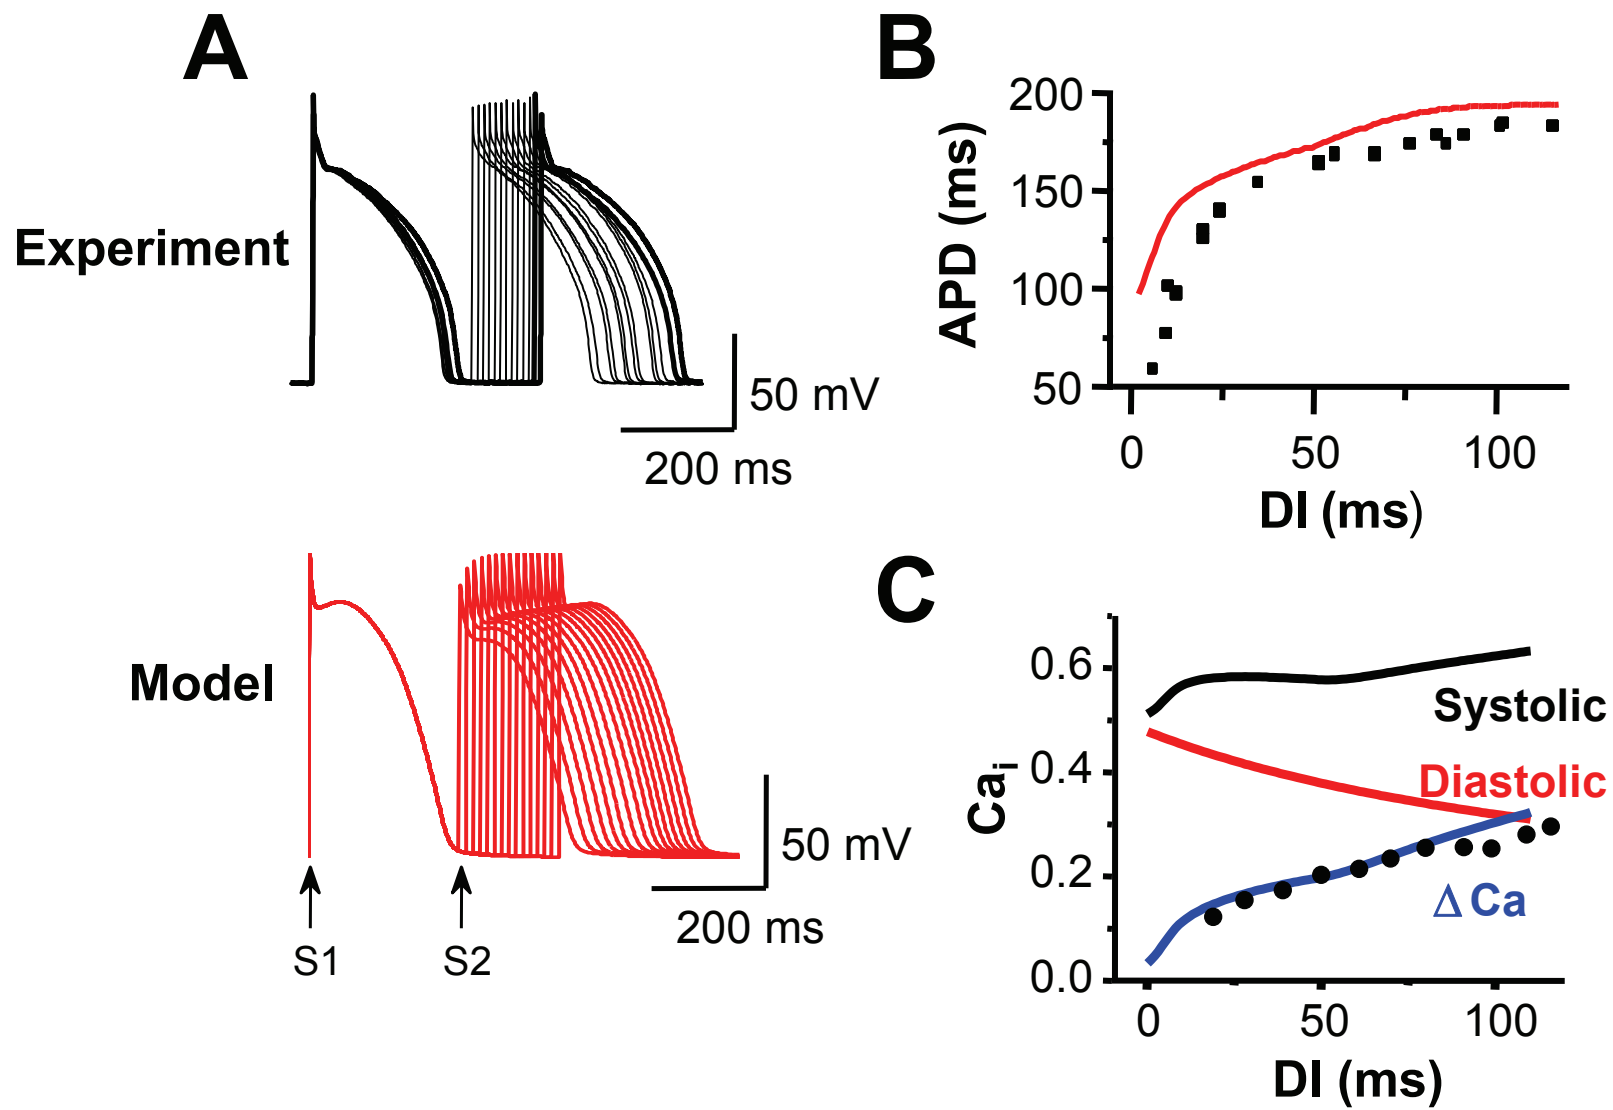 A
Experiment
50 mV
200 ms
Model
50 mV
200 ms
S1
S2
B
200
150
100
50
APD (ms)
0
50
100
DI (ms)
C
0.6
0.4
0.2
0.0
Cai
Systolic
Diastolic
Δ Ca
0
50
100
DI (ms)